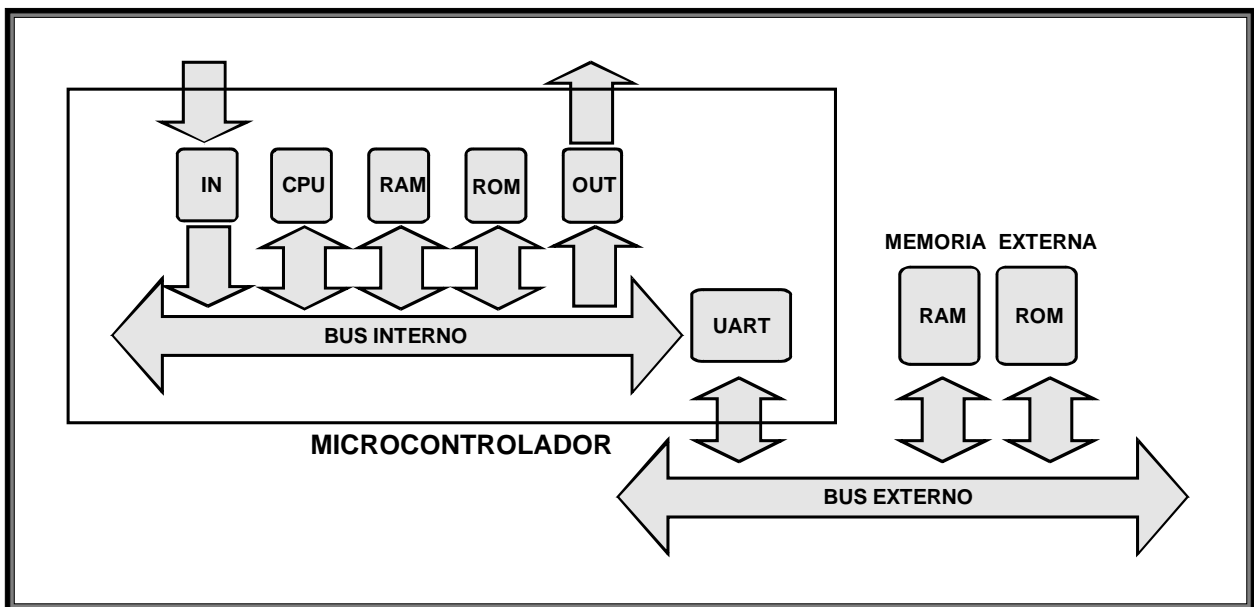 IN
CPU
RAM
ROM
OUT
MEMORIA EXTERNA
RAM
ROM
UART
BUS INTERNO
MICROCONTROLADOR
BUS EXTERNO